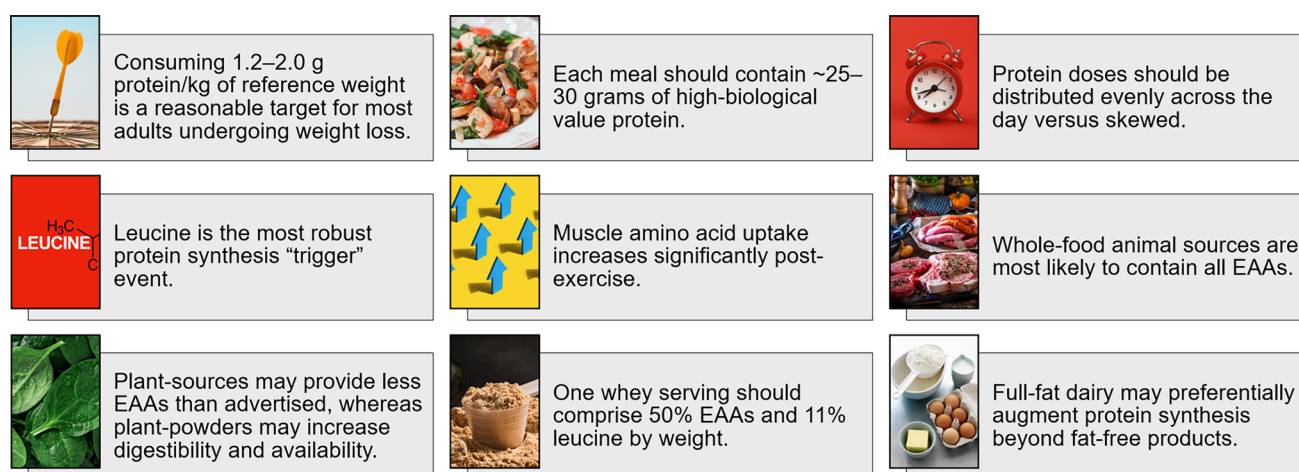 Consuming 1.2–2.0 g
protein/kg of reference weight
is a reasonable target for most
adults undergoing weight loss.
Each meal should contain ~25–
30 grams of high-biological
value protein.
Protein doses should be
distributed evenly across the
day versus skewed.
H₃C
LEUCINE
C
Leucine is the most robust
protein synthesis “trigger”
event.
Muscle amino acid uptake
increases significantly post-
exercise.
Whole-food animal sources are
most likely to contain all EAAs.
Plant-sources may provide less
EAAs than advertised, whereas
plant-powders may increase
digestibility and availability.
One whey serving should
comprise 50% EAAs and 11%
leucine by weight.
Full-fat dairy may preferentially
augment protein synthesis
beyond fat-free products.